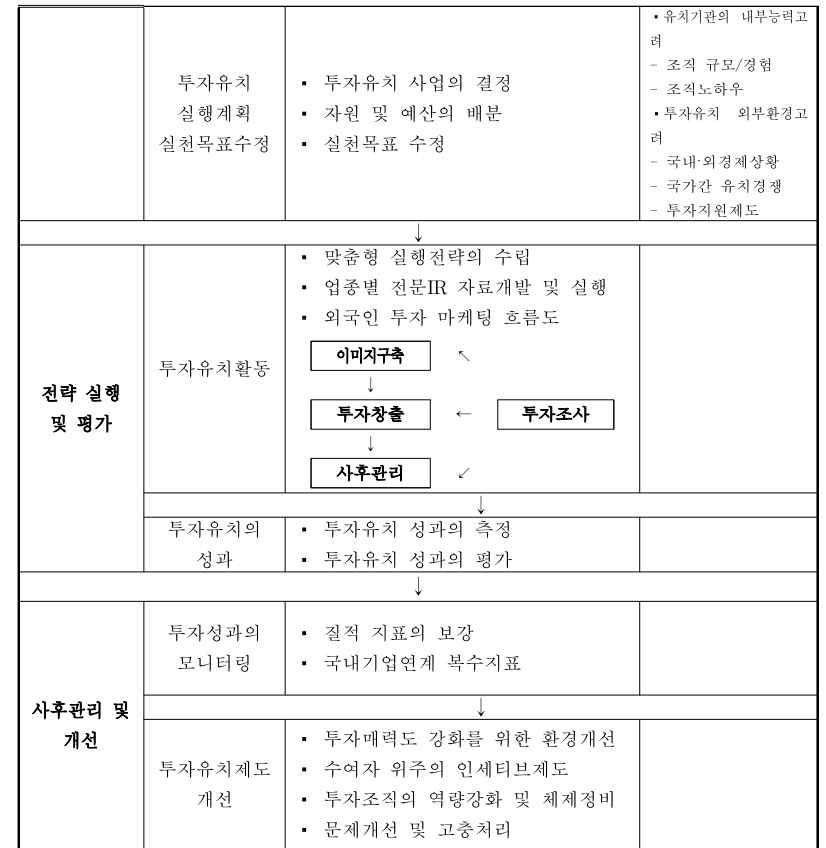 투자유치
실행계획
실천목표수정
▪ 투자유치 사업의 결정
▪ 자원 및 예산의 배분
▪ 실천목표 수정
▪유치기관의 내부능력고
려
- 조직 규모/경험
- 조직노하우
▪투자유치 외부환경고
려
- 국내·외경제상황
- 국가간 유치경쟁
- 투자지원제도
↓
전략 실행
및 평가
투자유치활동
▪ 맞춤형 실행전략의 수립
▪ 업종별 전문IR 자료개발 및 실행
▪ 외국인 투자 마케팅 흐름도
이미지구축 ↖
↓
투자창출 ← 투자조사
↓
사후관리 ↙
↓
투자유치의
성과
▪ 투자유치 성과의 측정
▪ 투자유치 성과의 평가
↓
사후관리 및
개선
투자성과의
모니터링
▪ 질적 지표의 보강
▪ 국내기업연계 복수지표
↓
투자유치제도
개선
▪ 투자매력도 강화를 위한 환경개선
▪ 수여자 위주의 인세티브제도
▪ 투자조직의 역량강화 및 체제정비
▪ 문제개선 및 고충처리